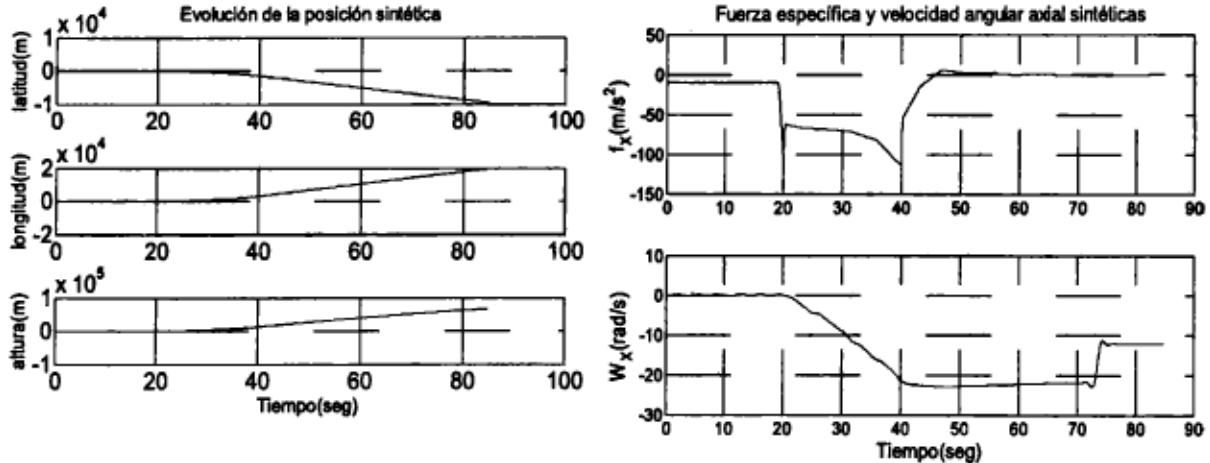 Evolución de la posición sintética
x 10^4
latitud(m)
1
0
-1
0 20 40 60 80 100
x 10^4
longitud(m)
2
0
-2
0 20 40 60 80 100
x 10^5
altura(m)
1
0
-1
0 20 40 60 80 100
Tiempo(seg)
Fuerza específica y velocidad angular axial sintéticas
f_x(m/s^2)
50
0
-50
-100
-150
0 10 20 30 40 50 60 70 80 90
W_x(rad/s)
10
0
-10
-20
-30
0 10 20 30 40 50 60 70 80 90
Tiempo(seg)